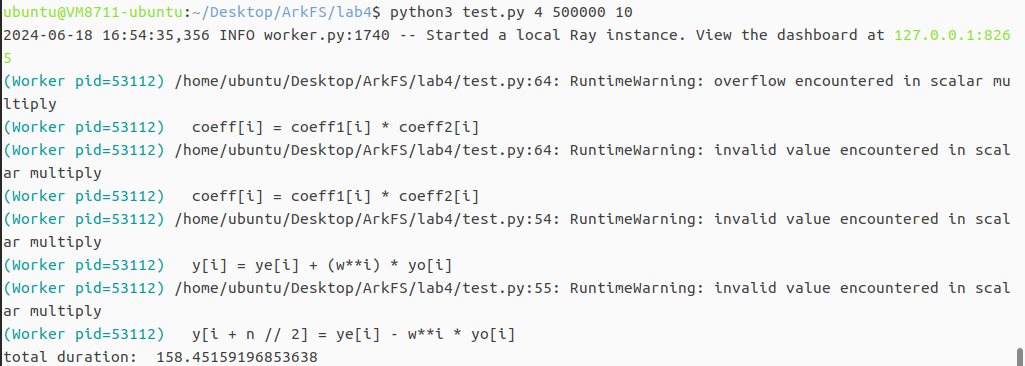 ubuntu@VM8711-ubuntu:~/Desktop/ArkFS/lab4$ python3 test.py 4 500000 10
2024-06-18 16:54:35,356 INFO worker.py:1740 -- Started a local Ray instance. View the dashboard at 127.0.0.1:826
5
(Worker pid=53112) /home/ubuntu/Desktop/ArkFS/lab4/test.py:64: RuntimeWarning: overflow encountered in scalar mu
ltiply
(Worker pid=53112)   coeff[i] = coeff1[i] * coeff2[i]
(Worker pid=53112) /home/ubuntu/Desktop/ArkFS/lab4/test.py:64: RuntimeWarning: invalid value encountered in scal
ar multiply
(Worker pid=53112)   coeff[i] = coeff1[i] * coeff2[i]
(Worker pid=53112) /home/ubuntu/Desktop/ArkFS/lab4/test.py:54: RuntimeWarning: invalid value encountered in scal
ar multiply
(Worker pid=53112)   y[i] = ye[i] + (w**i) * yo[i]
(Worker pid=53112) /home/ubuntu/Desktop/ArkFS/lab4/test.py:55: RuntimeWarning: invalid value encountered in scal
ar multiply
(Worker pid=53112)   y[i + n // 2] = ye[i] - w**i * yo[i]
total duration:  158.45159196853638